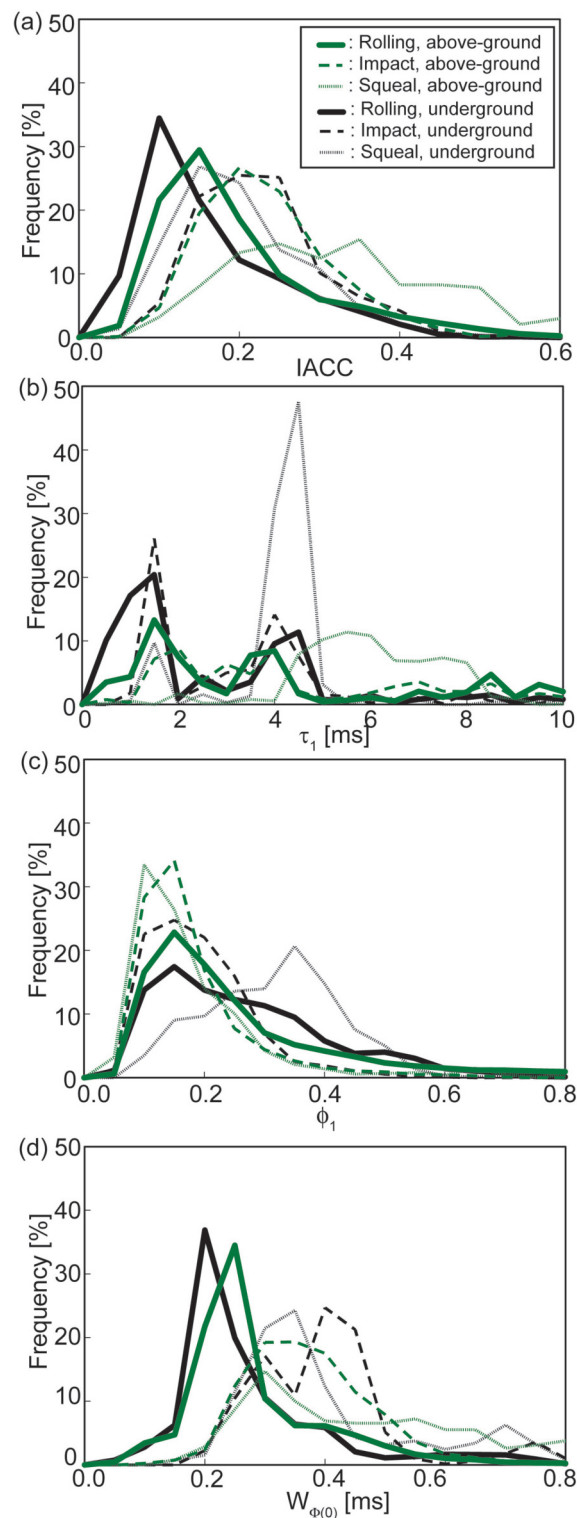 (a)
50
40
30
20
10
0
Frequency [%]
: Rolling, above-ground
: Impact, above-ground
: Squeal, above-ground
: Rolling, underground
: Impact, underground
: Squeal, underground
0.0 0.2 0.4 0.6
IACC
(b)
50
40
30
20
10
0
Frequency [%]
0 2 4 6 8 10
τ1 [ms]
(c)
50
40
30
20
10
0
Frequency [%]
0.0 0.2 0.4 0.6 0.8
ϕ1
(d)
50
40
30
20
10
0
Frequency [%]
0.0 0.2 0.4 0.6 0.8
WΦ(0) [ms]